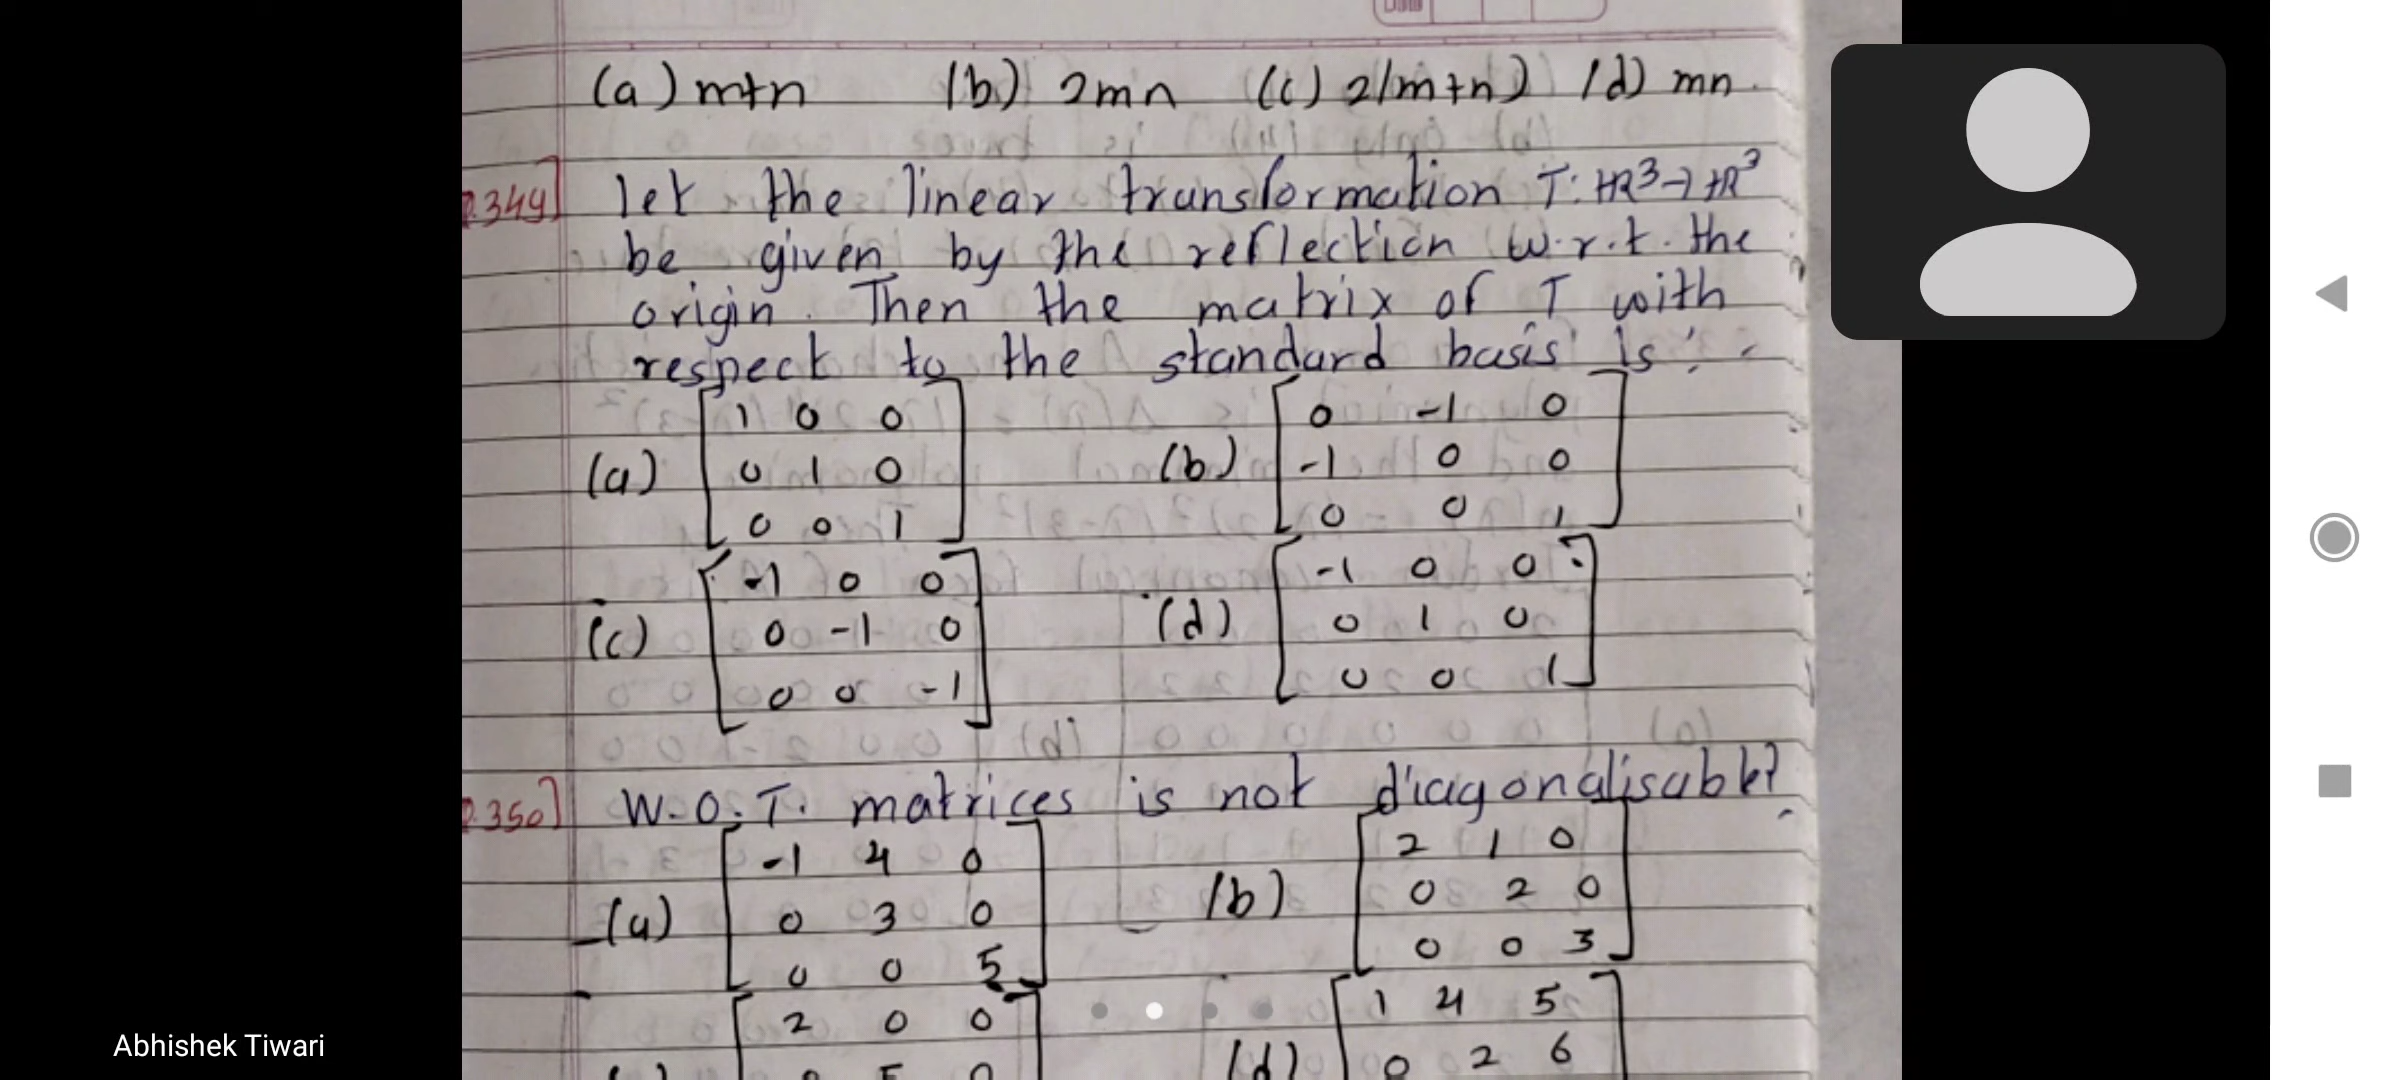 (a) m+n (b) 2mn (c) 2(m+n) (d) mn.
Q.349] let the linear transformation T: IR³→IR³
be given by the reflection w.r.t. the
origin. Then the matrix of T with
respect to the standard basis is:
(a) [1 0 0
0 1 0
0 0 1]
(b) [0 -1 0
-1 0 0
0 0 1]
(c) [-1 0 0
0 -1 0
0 0 -1]
(d) [-1 0 0
0 1 0
0 0 1]
Q.350] W.O.T. matrices is not diagonalisable?
(a) [-1 4 0
0 3 0
0 0 5]
(b) [2 1 0
0 2 0
0 0 3]
2 0 0
(d) [1 4 5
0 2 6
Abhishek Tiwari